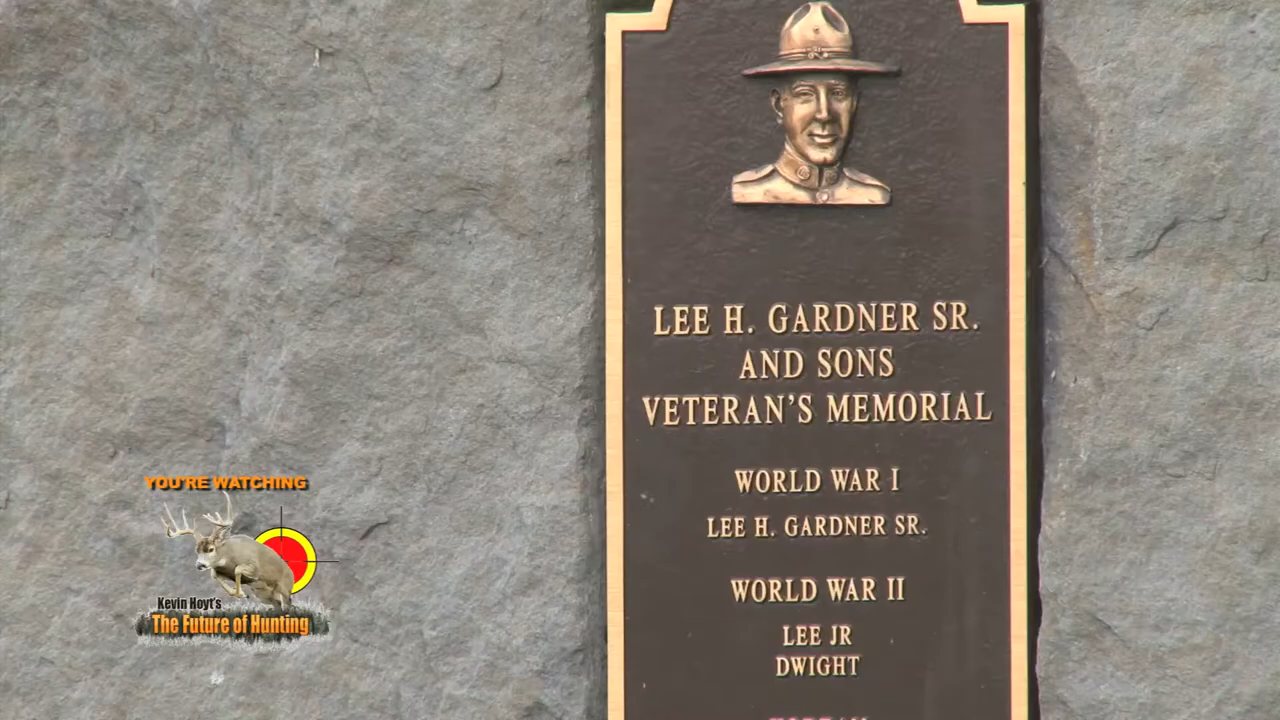 LEE H. GARDNER SR.
AND SONS
VETERAN'S MEMORIAL
WORLD WAR I
LEE H. GARDNER SR.
WORLD WAR II
LEE JR
DWIGHT
YOU'RE WATCHING
Kevin Hoyt's
The Future of Hunting